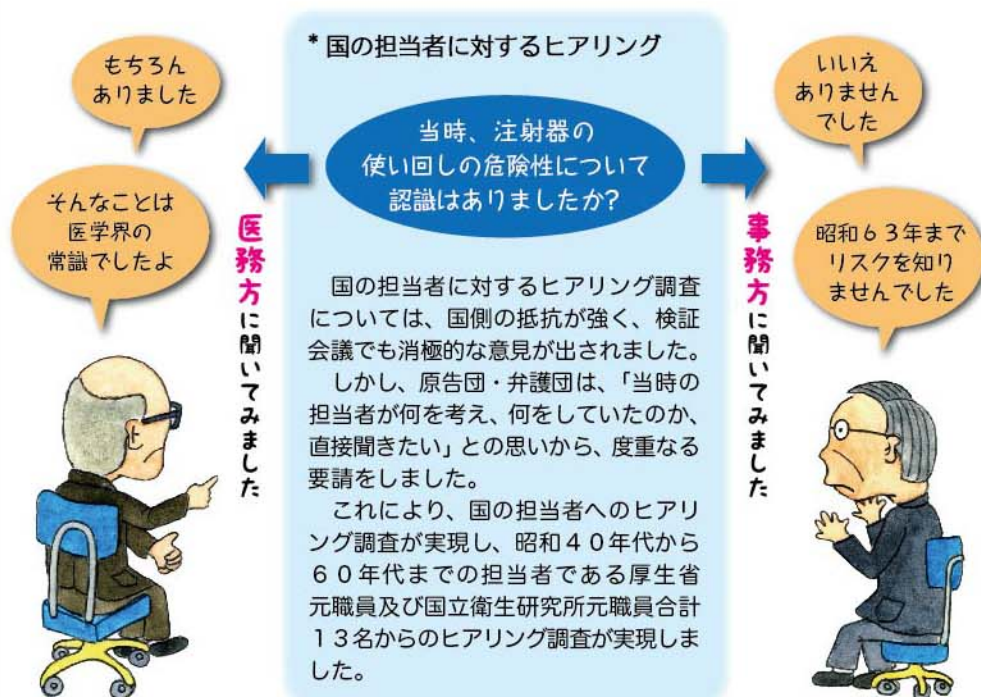 * 国の担当者に対するヒアリング
もちろん
ありました
そんなことは
医学界の
常識でしたよ
医務方に聞いてみました
当時、注射器の
使い回しの危険性について
認識はありましたか?
いいえ
ありません
でした
昭和63年まで
リスクを知り
ませんでした
事務方に聞いてみました
国の担当者に対するヒアリング調査
については、国側の抵抗が強く、検証
会議でも消極的な意見が出されました。
しかし、原告団・弁護団は、「当時の
担当者が何を考え、何をしていたのか、
直接聞きたい」との思いから、度重なる
要請をしました。
これにより、国の担当者へのヒアリ
ング調査が実現し、昭和40年代から
60年代までの担当者である厚生省
元職員及び国立衛生研究所元職員合計
13名からのヒアリング調査が実現しま
した。